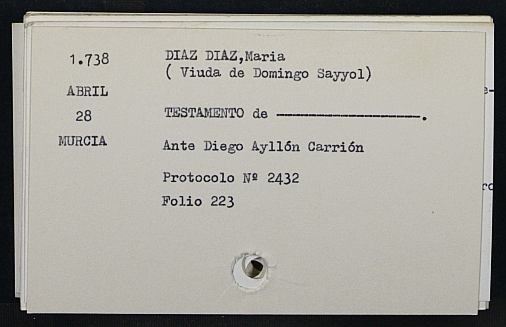 1.738
ABRIL
28
MURCIA
DIAZ DIAZ,Maria
( Viuda de Domingo Sayyol)
TESTAMENTO de ----------------------.
Ante Diego Ayllón Carrión
Protocolo Nº 2432
Folio 223